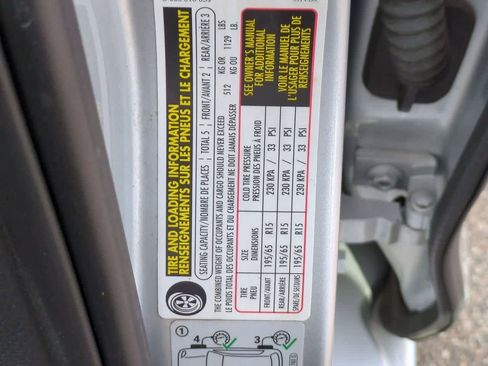 TIRE AND LOADING INFORMATION
RENSEIGNEMENTS SUR LES PNEUS ET LE CHARGEMENT
SEATING CAPACITY/NOMBRE DE PLACES | TOTAL 5 | FRONT/AVANT 2 | REAR/ARRIÈRE 3
THE COMBINED WEIGHT OF OCCUPANTS AND CARGO SHOULD NEVER EXCEED 512 KG OR 1129 LBS
LE POIDS TOTAL DES OCCUPANTS ET DU CHARGEMENT NE DOIT JAMAIS DÉPASSER KG OU LB.
TIRE SIZE COLD TIRE PRESSURE
PNEU DIMENSIONS PRESSION DES PNEUS À FROID
FRONT/AVANT 195/65 R15 230 KPA / 33 PSI
REAR/ARRIÈRE 195/65 R15 230 KPA / 33 PSI
SPARE/DE SECOURS 195/65 R15 230 KPA / 33 PSI
SEE OWNER'S MANUAL
FOR ADDITIONAL
INFORMATION
VOIR LE MANUEL DE
L'USAGER POUR PLUS DE
RENSEIGNEMENTS
1
4
3